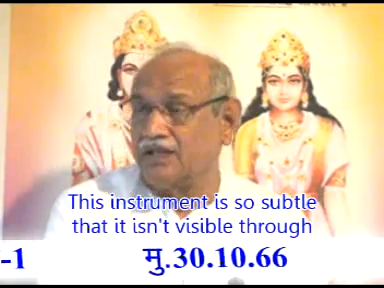 This instrument is so subtle
that it isn't visible through
-1 मु.30.10.66